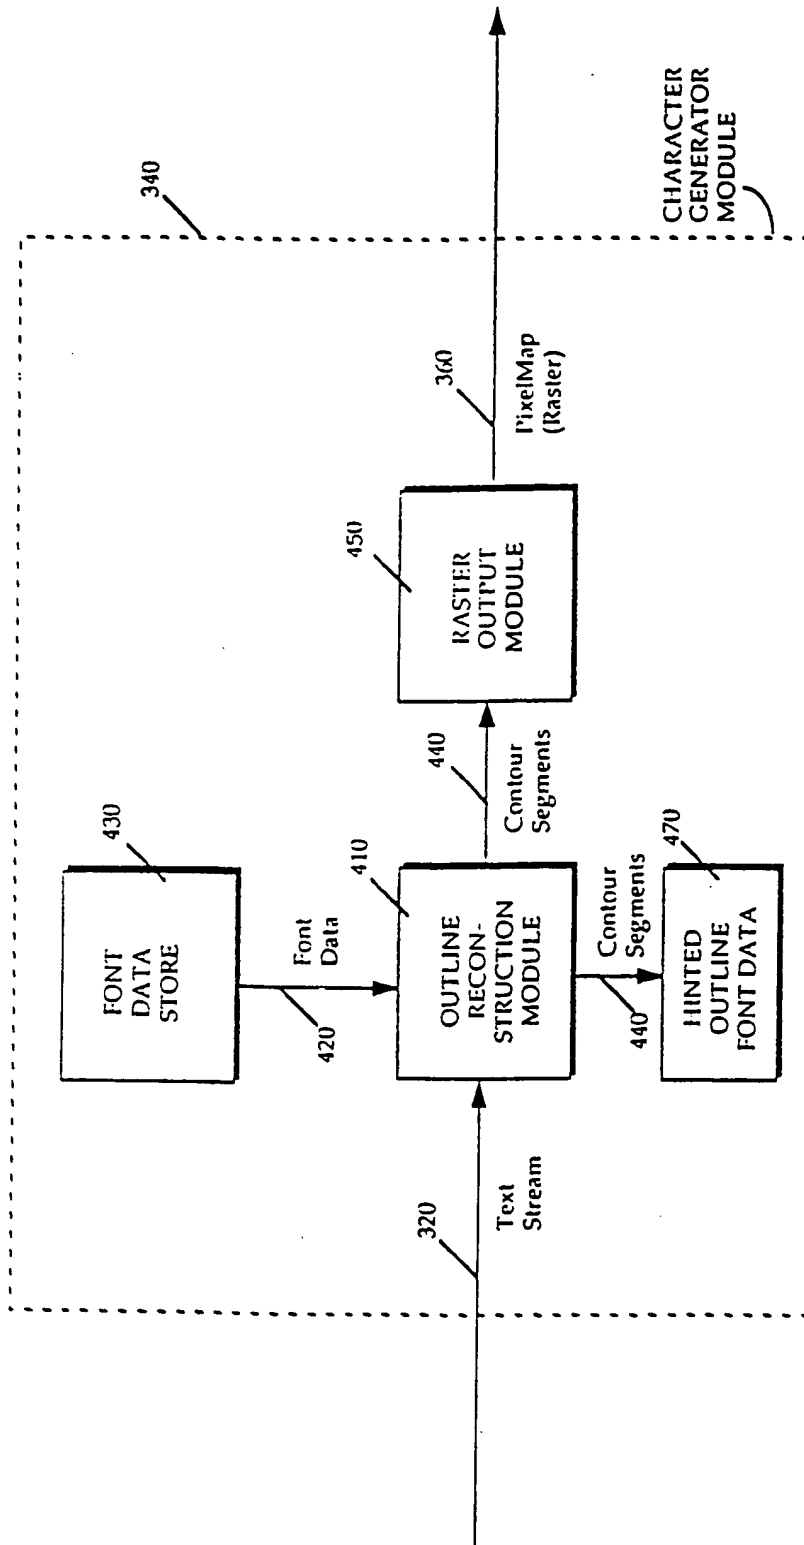 340
CHARACTER
GENERATOR
MODULE
430
FONT
DATA
STORE
Font
Data
420
320
Text
Stream
410
OUTLINE
RECON-
STRUCTION
MODULE
440
Contour
Segments
450
RASTER
OUTPUT
MODULE
360
PixelMap
(Raster)
Contour
Segments
440
470
HINTED
OUTLINE
FONT DATA